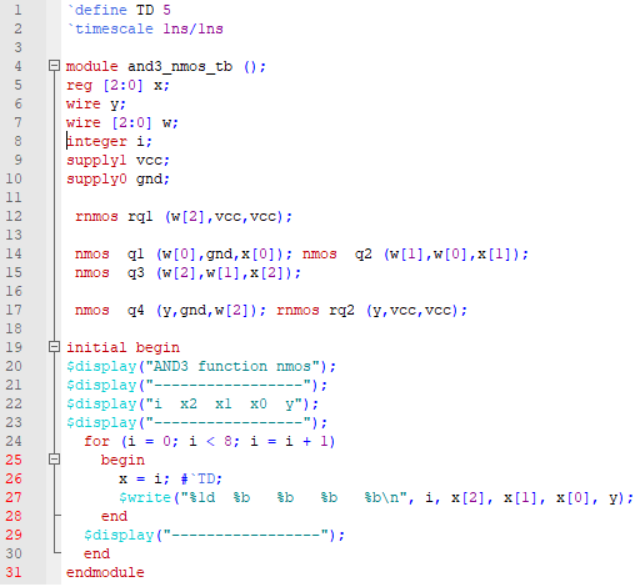 1 `define TD 5
2 `timescale 1ns/1ns
3
4 module and3_nmos_tb ();
5 reg [2:0] x;
6 wire y;
7 wire [2:0] w;
8 integer i;
9 supply1 vcc;
10 supply0 gnd;
11
12 rnmos rq1 (w[2],vcc,vcc);
13
14 nmos q1 (w[0],gnd,x[0]); nmos q2 (w[1],w[0],x[1]);
15 nmos q3 (w[2],w[1],x[2]);
16
17 nmos q4 (y,gnd,w[2]); rnmos rq2 (y,vcc,vcc);
18
19 initial begin
20 $display("AND3 function nmos");
21 $display("-----------------");
22 $display("i x2 x1 x0 y");
23 $display("-----------------");
24 for (i = 0; i < 8; i = i + 1)
25 begin
26 x = i; #`TD;
27 $write("%1d %b %b %b %b\n", i, x[2], x[1], x[0], y);
28 end
29 $display("-----------------");
30 end
31 endmodule